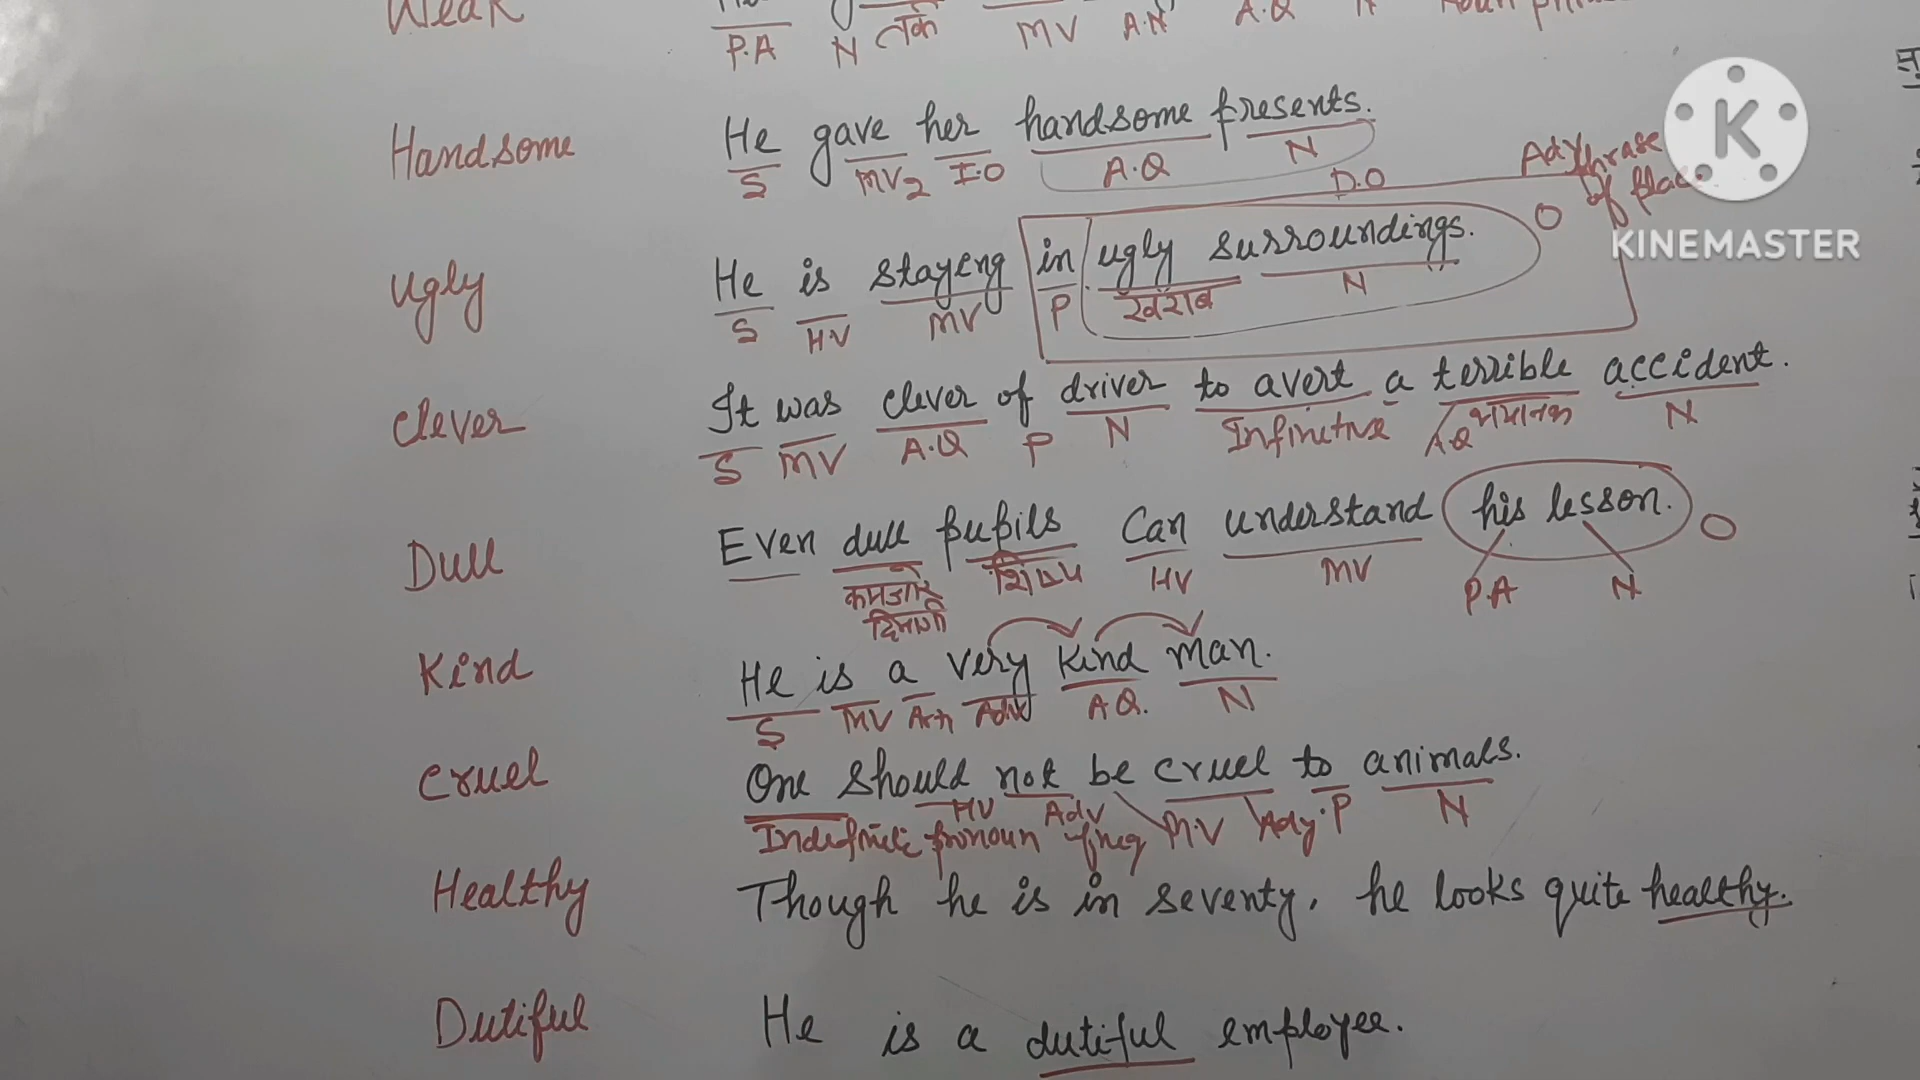 Weak
P.A N MV A.N A.Q N
Handsome He gave her handsome presents.
S MV2 I.O A.Q N
D.O
Adv Phrase of place
KINEMASTER
Ugly He is staying in ugly surroundings. O
S HV MV P खराब N
Clever It was clever of driver to avert a terrible accident.
S MV A.Q P N Infinitive A.Q भयानक N
Dull Even dull pupils Can understand his lesson. O
कमजोर दिमागी शिष्य HV MV P.A N
Kind He is a very kind man.
S MV Art Adv A.Q. N
Cruel One should not be cruel to animals.
HV Adv M.V Adj. P N
Indefinite pronoun
Healthy Though he is in seventy, he looks quite healthy.
Dutiful He is a dutiful employee.